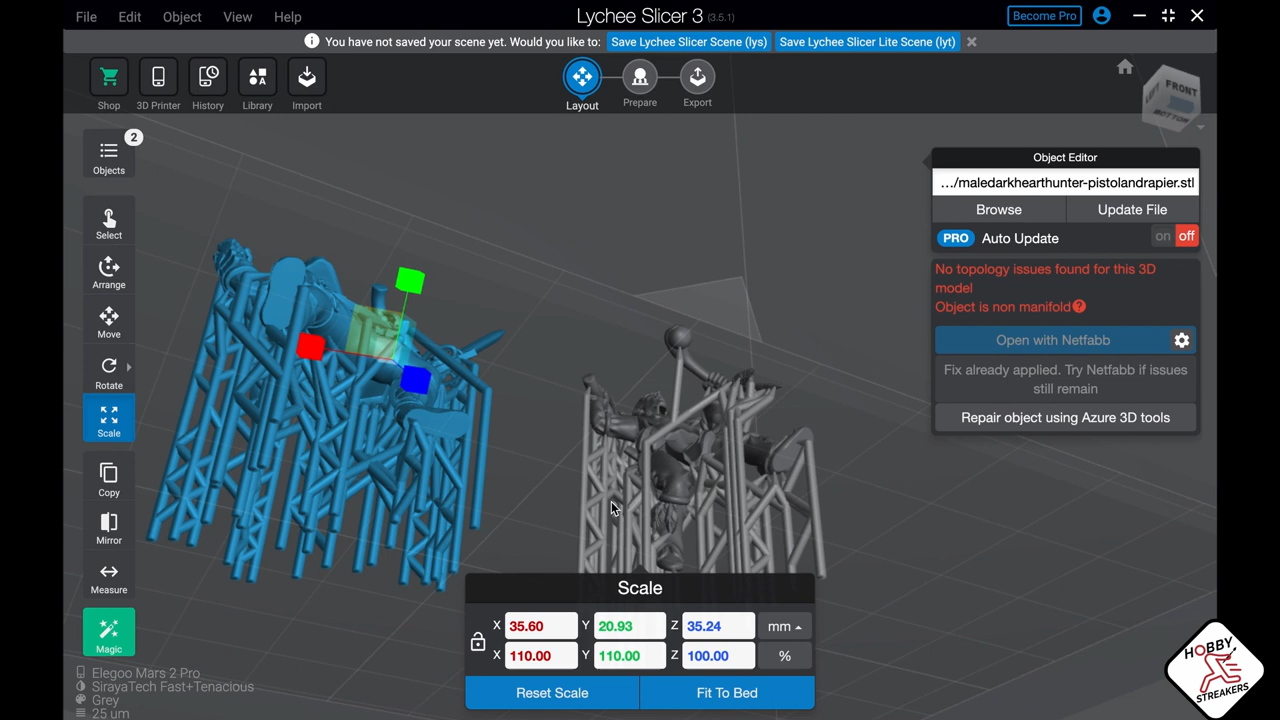 File Edit Object View Help
Lychee Slicer 3 (3.5.1)
Become Pro
You have not saved your scene yet. Would you like to: Save Lychee Slicer Scene (lys) Save Lychee Slicer Lite Scene (lyt)
Shop 3D Printer History Library Import
Layout Prepare Export
LEFT FRONT
BOTTOM
2
Objects
Select
Arrange
Move
Rotate
Scale
Copy
Mirror
Measure
Magic
Object Editor
.../maledarkhearthunter-pistolandrapier.stl
Browse Update File
PRO Auto Update on off
No topology issues found for this 3D
model
Object is non manifold?
Open with Netfabb
Fix already applied. Try Netfabb if issues
still remain
Repair object using Azure 3D tools
Scale
X 35.60 Y 20.93 Z 35.24 mm
X 110.00 Y 110.00 Z 100.00 %
Reset Scale Fit To Bed
Elegoo Mars 2 Pro
SirayaTech Fast+Tenacious
Grey
25 um
HOBBY
STREAKERS